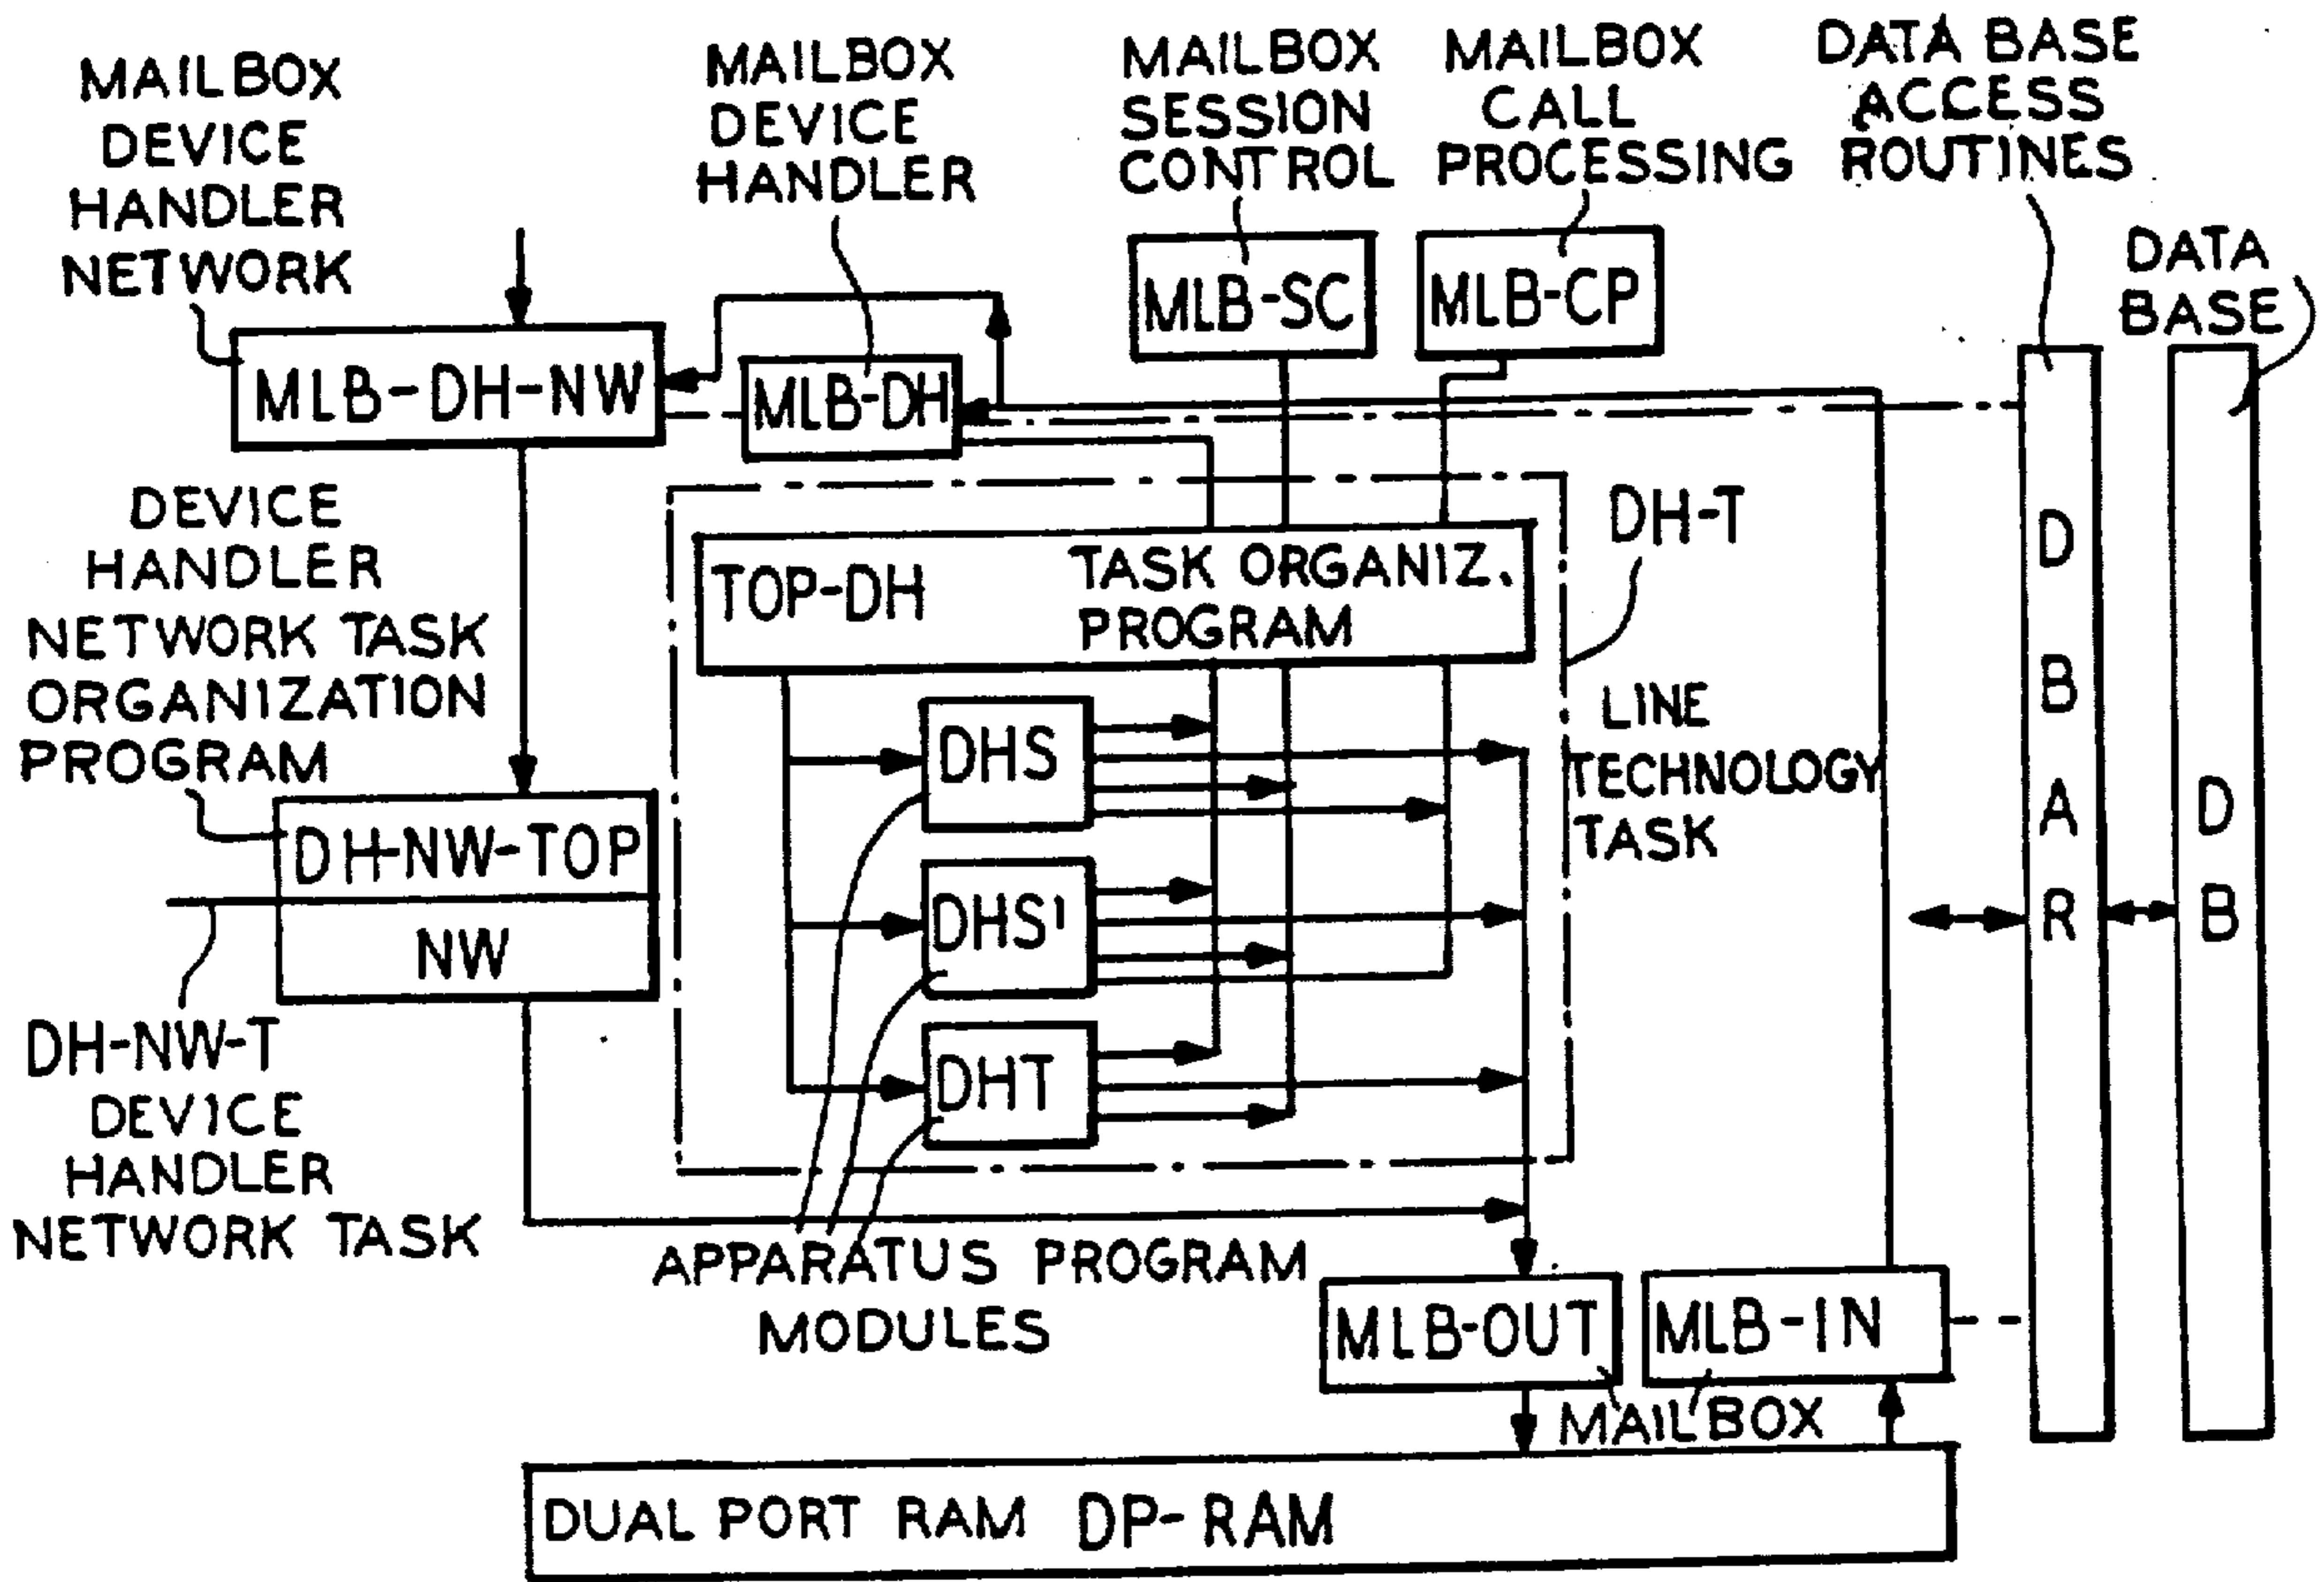 MAILBOX
DEVICE
HANDLER
NETWORK
MAILBOX
DEVICE
HANDLER
MAILBOX
SESSION
CONTROL
MAILBOX
CALL
PROCESSING
DATA BASE
ACCESS
ROUTINES
DATA
BASE
MLB-DH-NW
MLB-DH
MLB-SC
MLB-CP
DEVICE
HANDLER
NETWORK TASK
ORGANIZATION
PROGRAM
TOP-DH
TASK ORGANIZ.
PROGRAM
DH-T
LINE
TECHNOLOGY
TASK
DHS
DHS'
DHT
DH-NW-TOP
NW
DH-NW-T
DEVICE
HANDLER
NETWORK TASK
APPARATUS PROGRAM
MODULES
D
B
A
R
D
B
MLB-OUT
MLB-IN
MAILBOX
DUAL PORT RAM DP-RAM